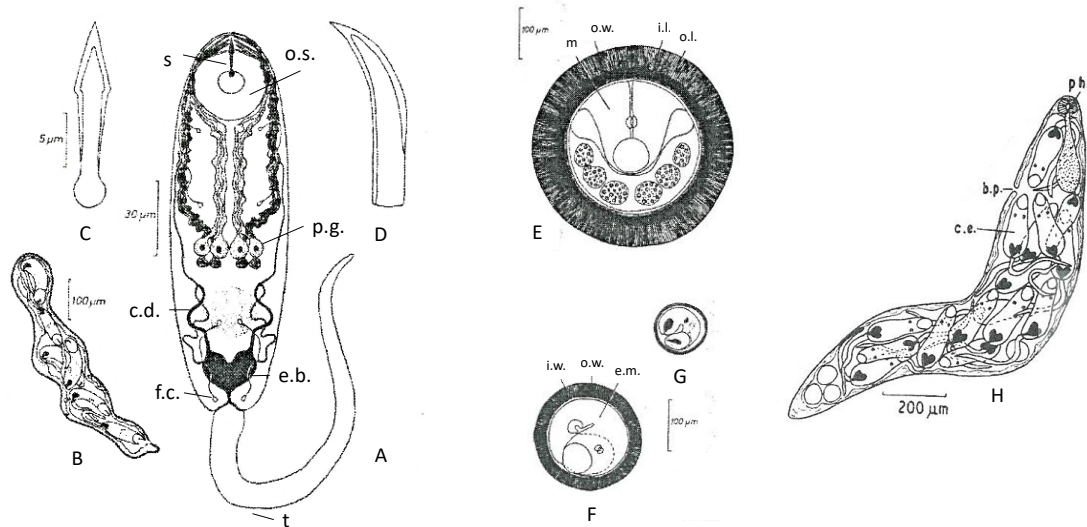 s
o.s.
5 µm
C
30 µm
p.g.
D
100 µm
c.d.
e.b.
f.c.
B
A
t
100 µm
m
o.w.
i.l.
o.l.
E
G
i.w.
o.w.
e.m.
100 µm
F
ph
b.p.
c.e.
200 µm
H